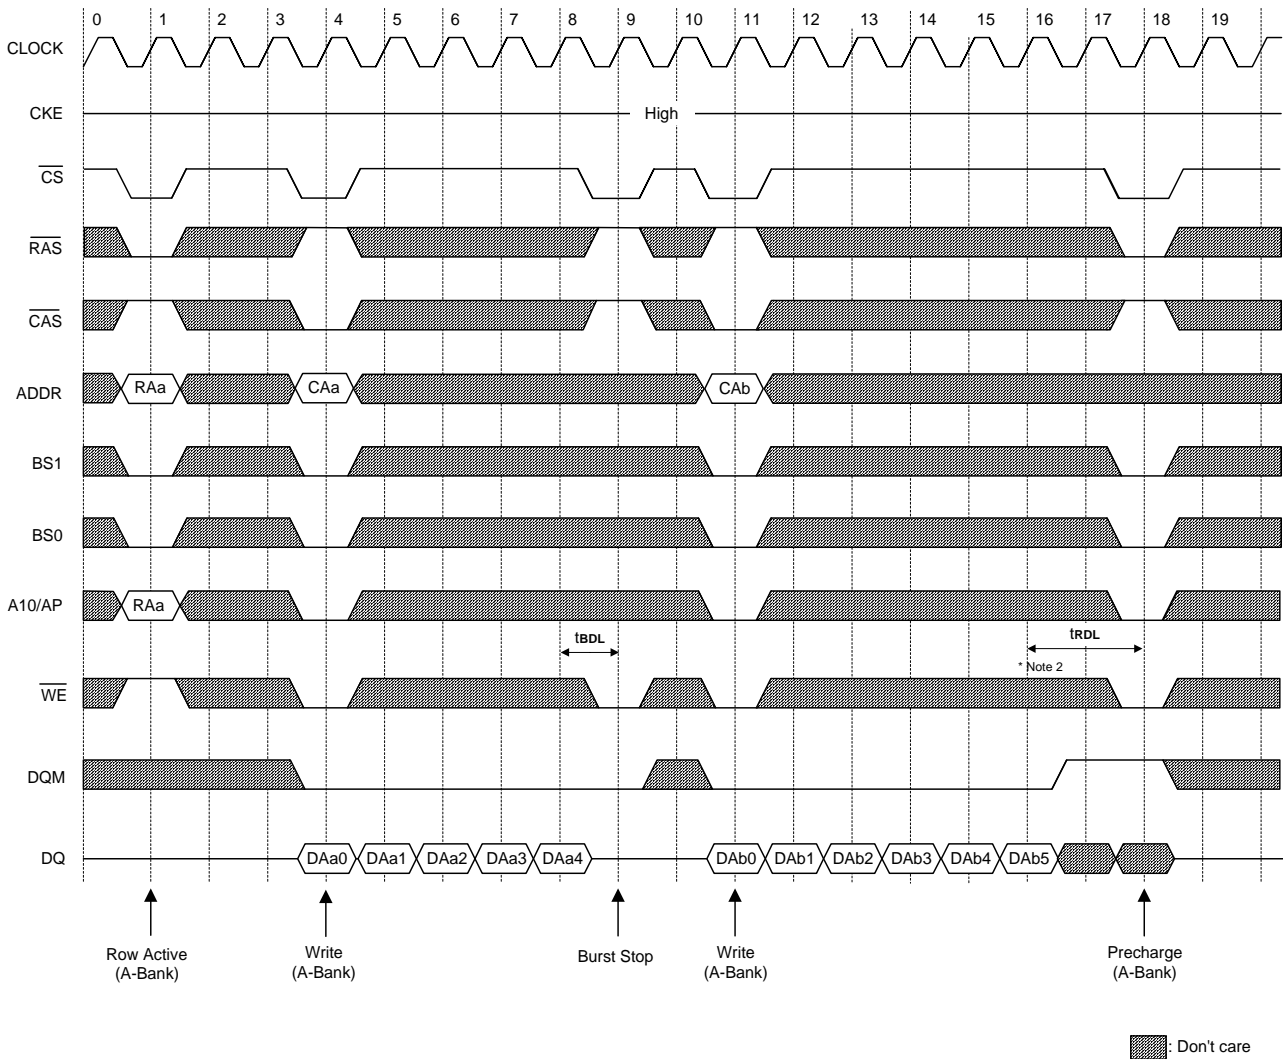 0 1 2 3 4 5 6 7 8 9 10 11 12 13 14 15 16 17 18 19
CLOCK
CKE High
CS
RAS
CAS
ADDR RAa CAa CAb
BS1
BS0
A10/AP RAa
tBDL tRDL
* Note 2
WE
DQM
DQ DAa0 DAa1 DAa2 DAa3 DAa4 DAb0 DAb1 DAb2 DAb3 DAb4 DAb5
Row Active
(A-Bank)
Write
(A-Bank)
Burst Stop
Write
(A-Bank)
Precharge
(A-Bank)
: Don't care